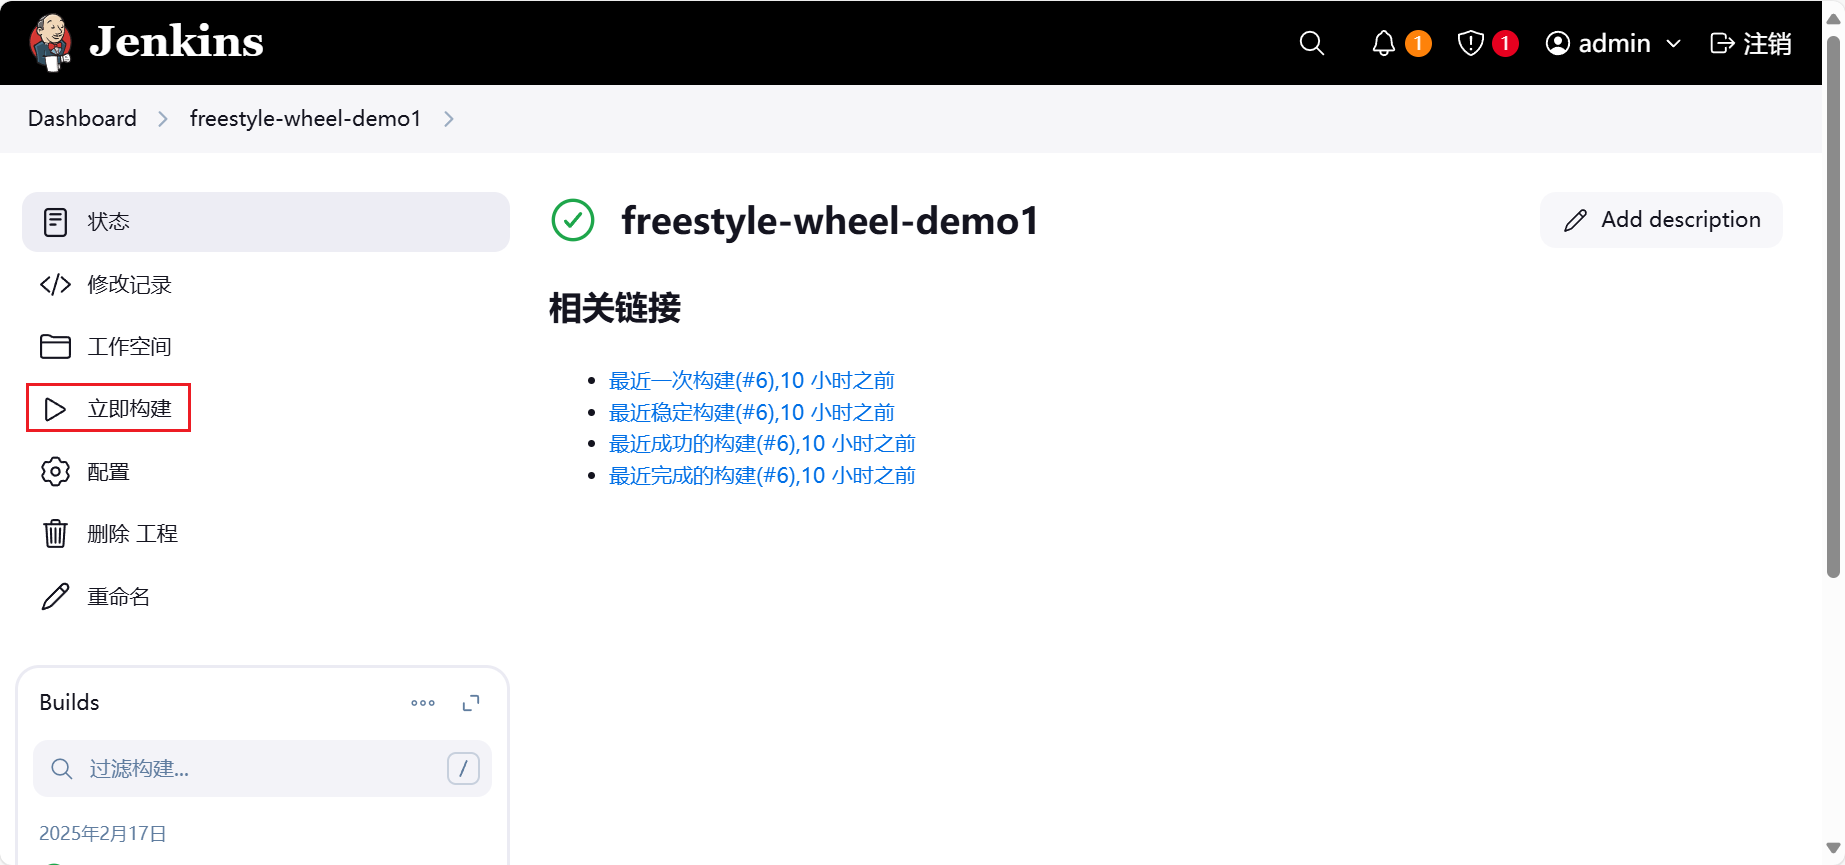 Jenkins
1
1
admin
注销
Dashboard
freestyle-wheel-demo1
状态
修改记录
工作空间
立即构建
配置
删除 工程
重命名
Builds
过滤构建...
/
2025年2月17日
freestyle-wheel-demo1
Add description
相关链接
最近一次构建(#6),10 小时之前
最近稳定构建(#6),10 小时之前
最近成功的构建(#6),10 小时之前
最近完成的构建(#6),10 小时之前